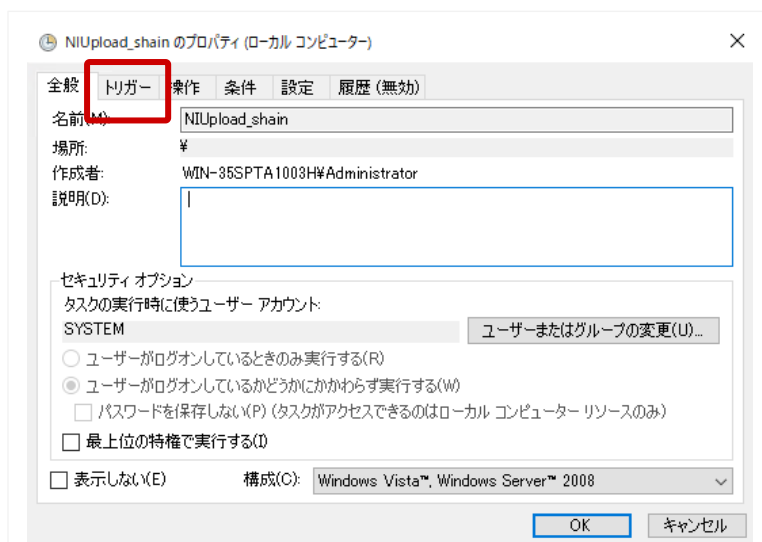 NIUpload_shain のプロパティ (ローカル コンピューター)
全般 トリガー 操作 条件 設定 履歴 (無効)
名前(M): NIUpload_shain
場所: ¥
作成者: WIN-35SPTA1003H¥Administrator
説明(D):
セキュリティ オプション
タスクの実行時に使うユーザー アカウント:
SYSTEM ユーザーまたはグループの変更(U)...
ユーザーがログオンしているときのみ実行する(R)
ユーザーがログオンしているかどうかにかかわらず実行する(W)
パスワードを保存しない(P) (タスクがアクセスできるのはローカル コンピューター リソースのみ)
最上位の特権で実行する(I)
表示しない(E) 構成(C): Windows Vista™, Windows Server™ 2008
OK キャンセル